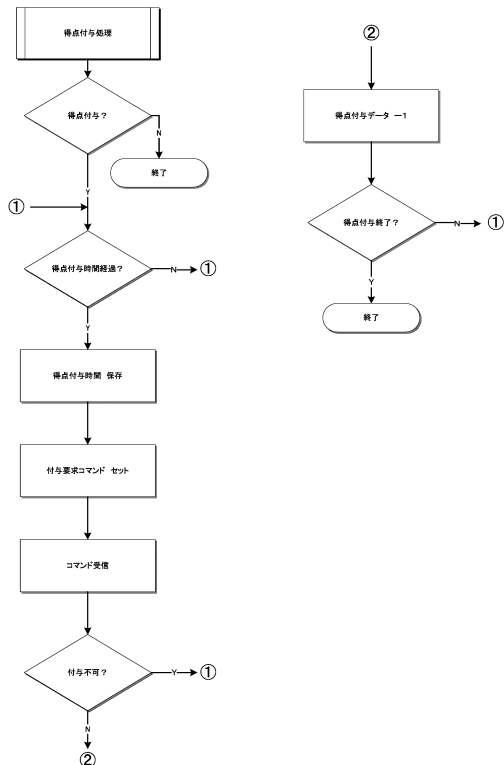 得点付与処理
得点付与？
N
終了
Y
①
得点付与時間経過？
N
①
Y
得点付与時間 保存
付与要求コマンド セット
コマンド受信
付与不可？
Y
①
N
②
②
得点付与データ －1
得点付与終了？
N
①
Y
終了